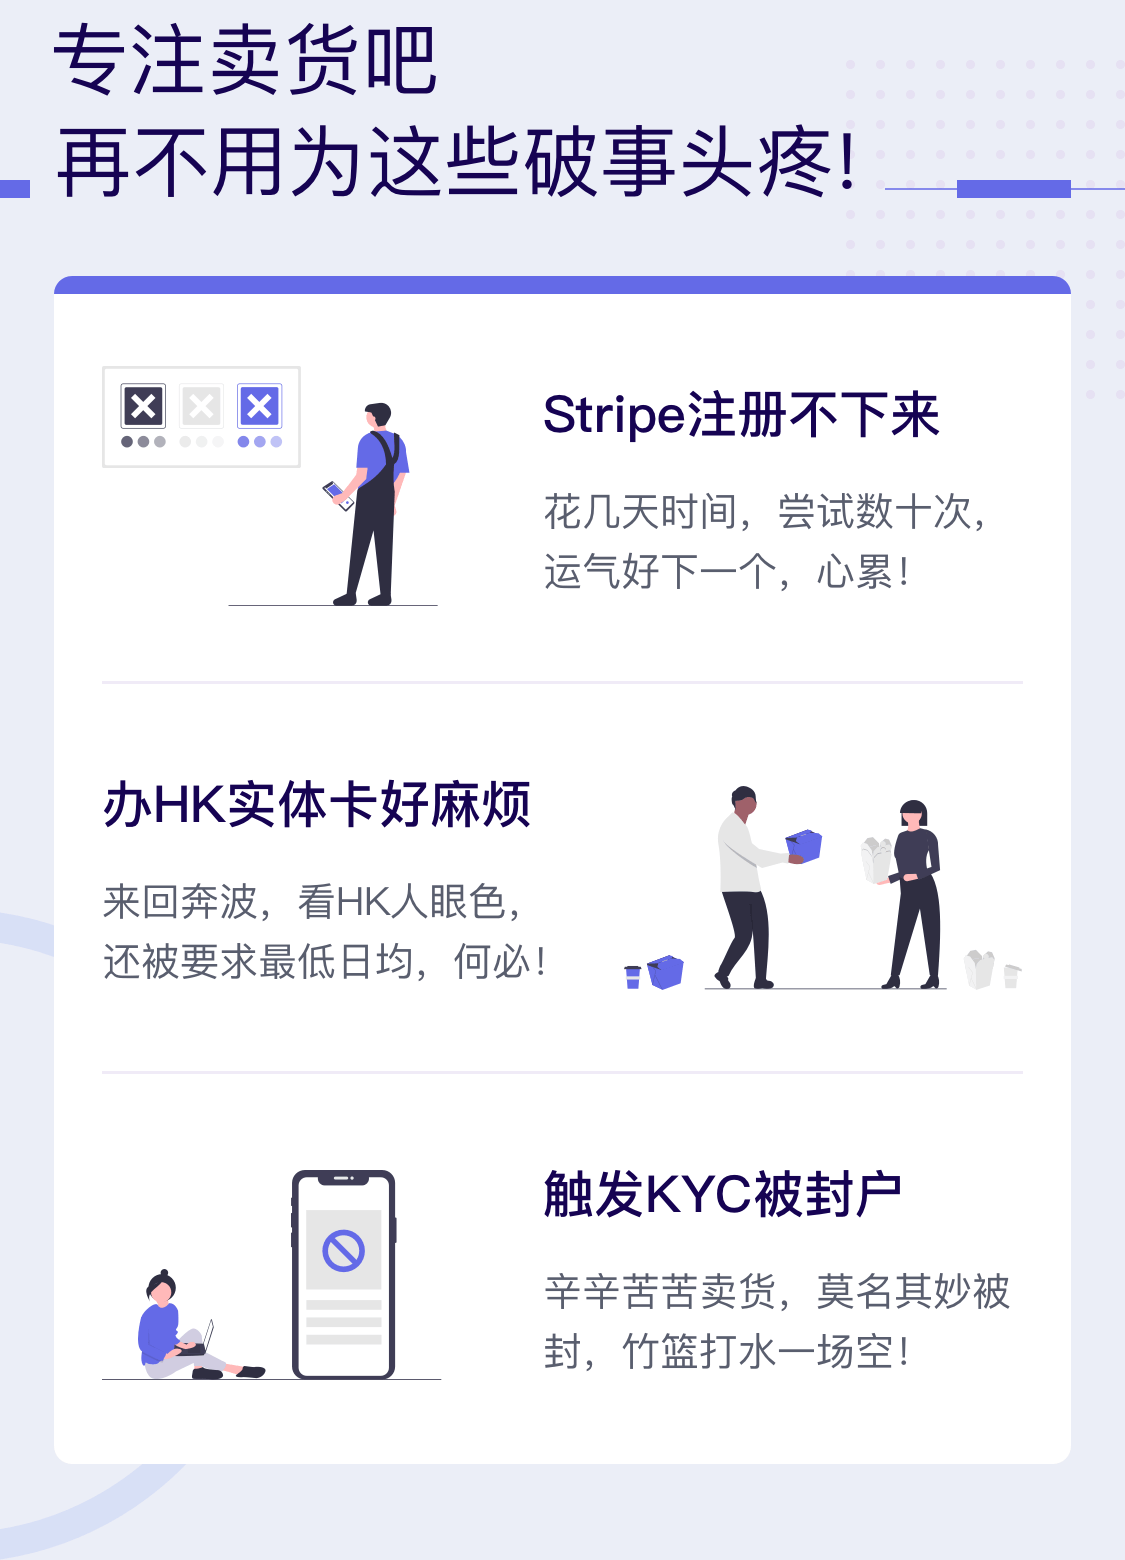 专注卖货吧
再不用为这些破事头疼！
Stripe注册不下来
花几天时间，尝试数十次，
运气好下一个，心累！
办HK实体卡好麻烦
来回奔波，看HK人眼色，
还被要求最低日均，何必！
触发KYC被封户
辛辛苦苦卖货，莫名其妙被
封，竹篮打水一场空！